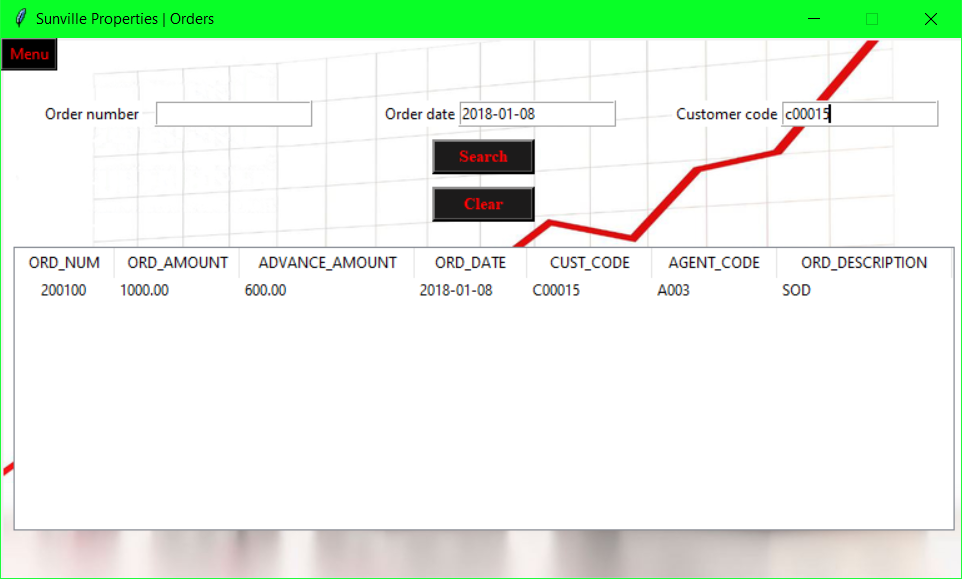 Sunville Properties | Orders
Menu
Order number Order date 2018-01-08 Customer code c00015
Search
Clear
ORD_NUM ORD_AMOUNT ADVANCE_AMOUNT ORD_DATE CUST_CODE AGENT_CODE ORD_DESCRIPTION
200100 1000.00 600.00 2018-01-08 C00015 A003 SOD